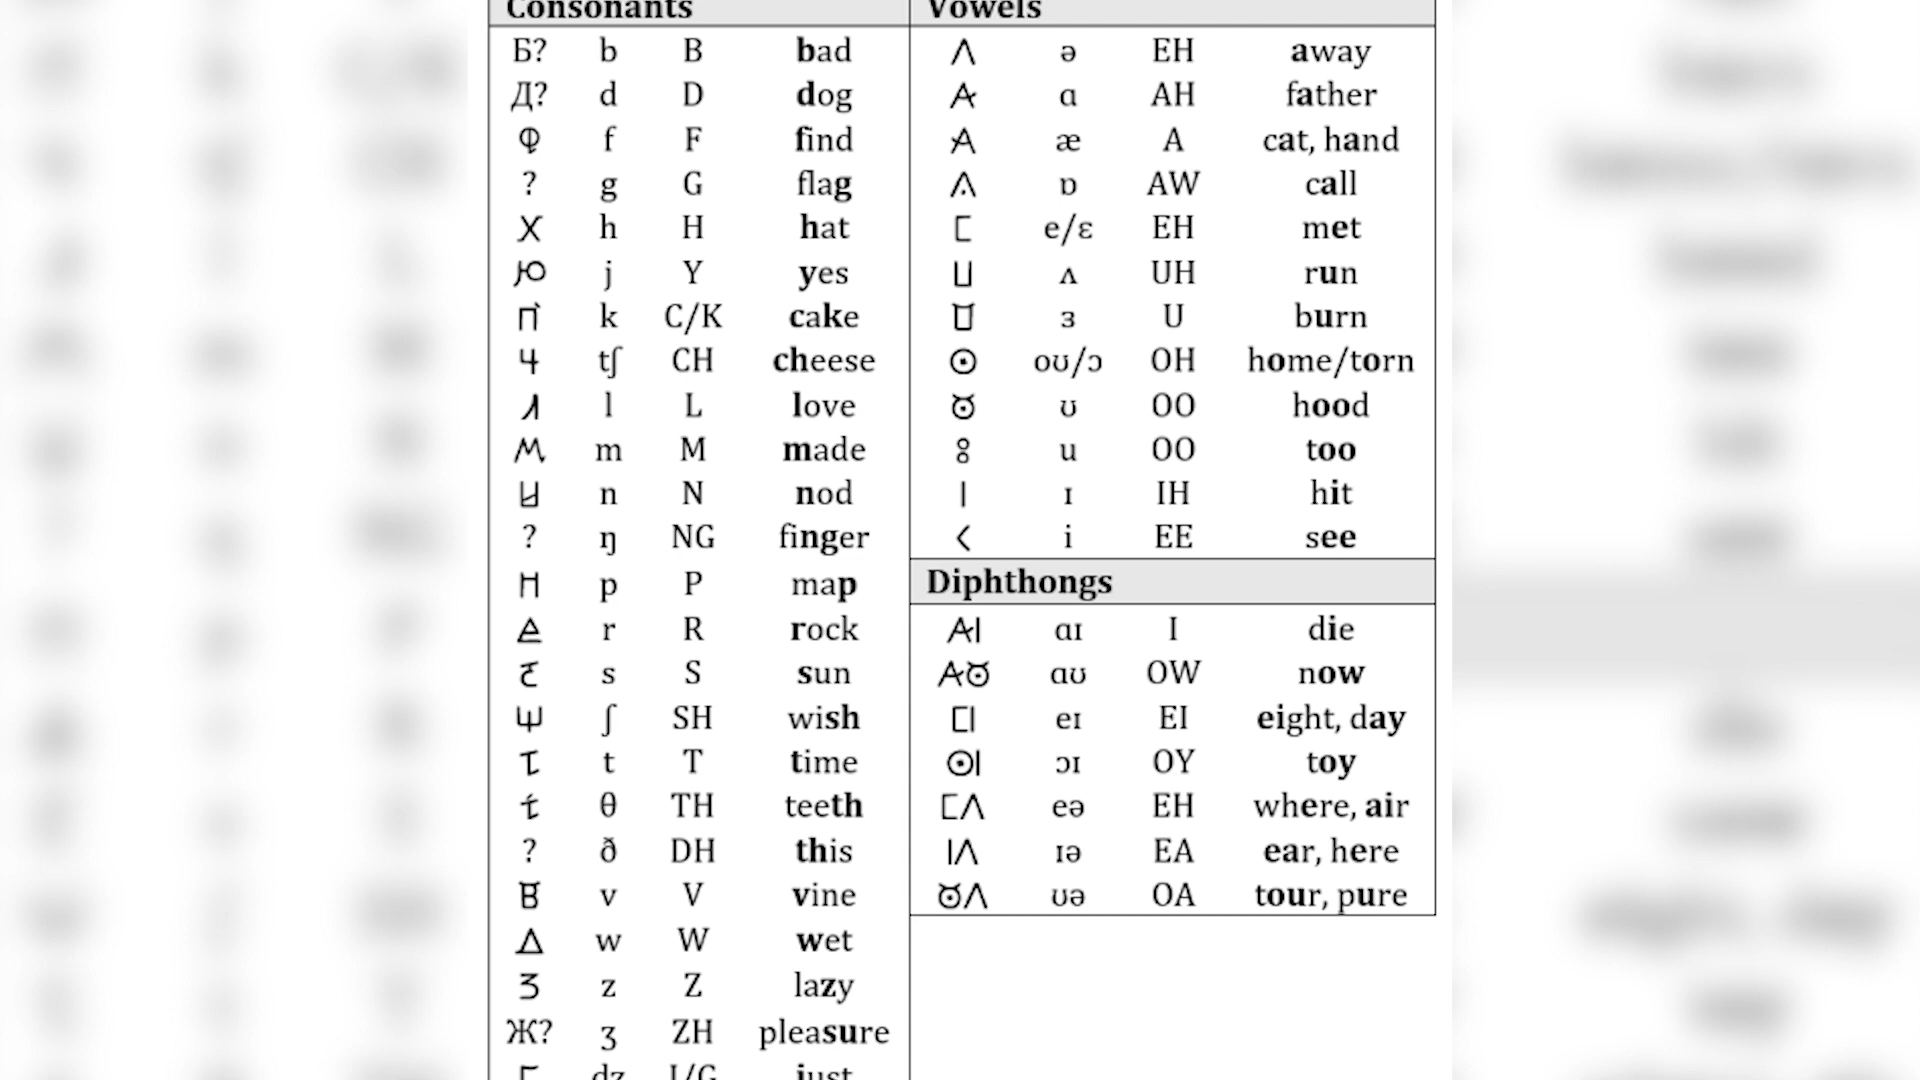 Consonants
Б? b B bad
Д? d D dog
f F find
? g G flag
X h H hat
Ю j Y yes
k C/K cake
Ч tʃ CH cheese
l L love
m M made
n N nod
? ŋ NG finger
p P map
r R rock
s S sun
ʃ SH wish
t T time
θ TH teeth
? ð DH this
v V vine
Δ w W wet
З z Z lazy
Ж? ʒ ZH pleasure
dz J/G just
Vowels
Λ ə EH away
ɑ AH father
æ A cat, hand
ɒ AW call
e/ɛ EH met
ʌ UH run
ɜ U burn
ʘ oʊ/ɔ OH home/torn
ʊ OO hood
u OO too
I ɪ IH hit
< i EE see
Diphthongs
ɑɪ I die
ɑʊ OW now
eɪ EI eight, day
ʘI ɔɪ OY toy
eə EH where, air
IΛ ɪə EA ear, here
ʊə OA tour, pure